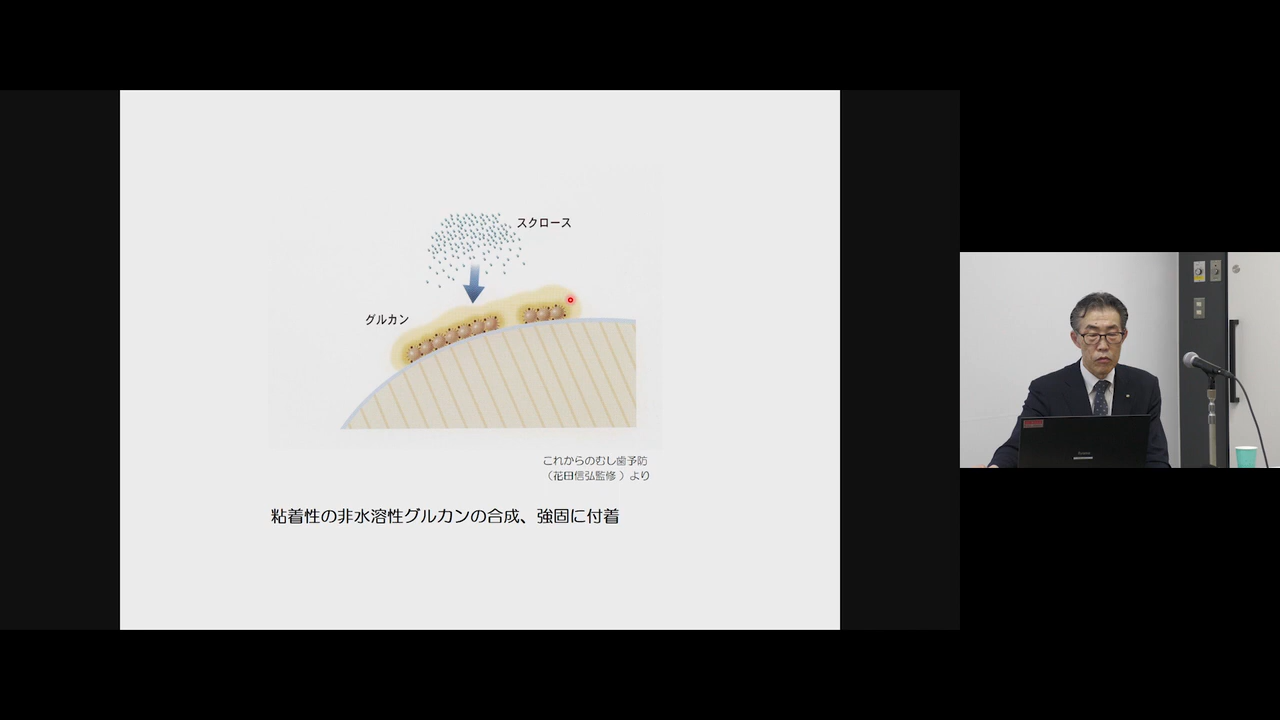 スクロース
グルカン
これからのむし歯予防
（花田信弘監修 ）より
粘着性の非水溶性グルカンの合成、強固に付着